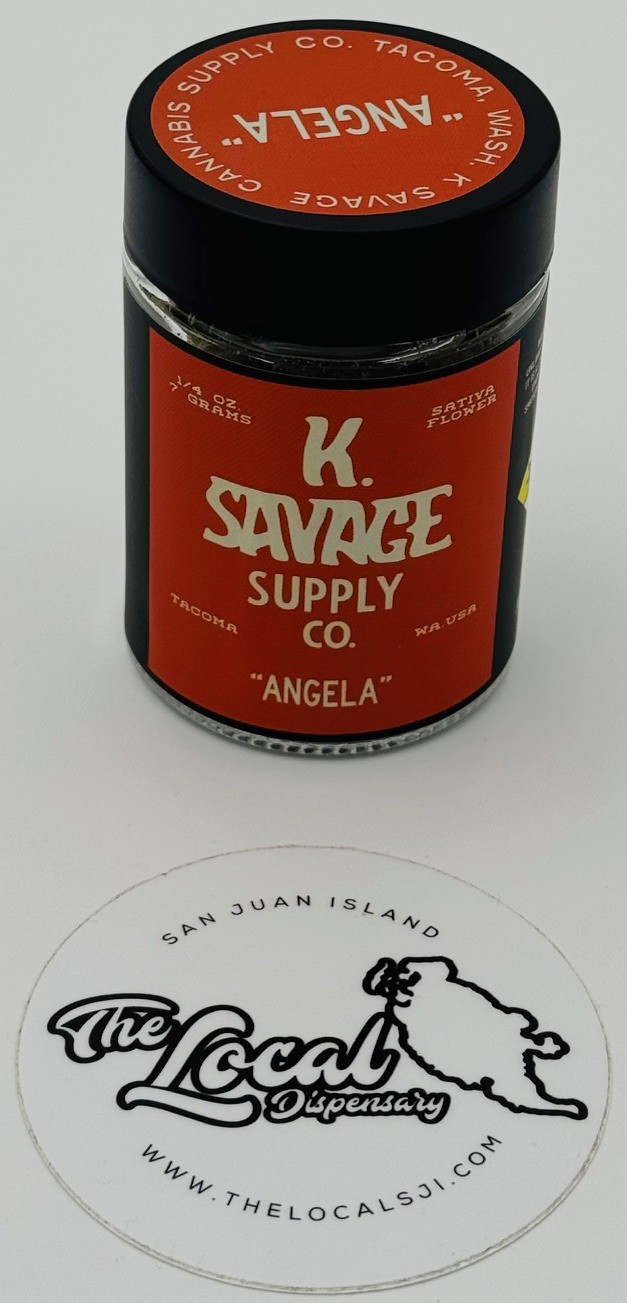 K SAVAGE CANNABIS SUPPLY CO. TACOMA, WASH.
"ANGELA"
1/4 OZ.
7 GRAMS
SATIVA
FLOWER
K.
SAVAGE
SUPPLY
CO.
TACOMA
WA.USA
"ANGELA"
SAN JUAN ISLAND
The Local
Dispensary
WWW.THELOCALSJI.COM